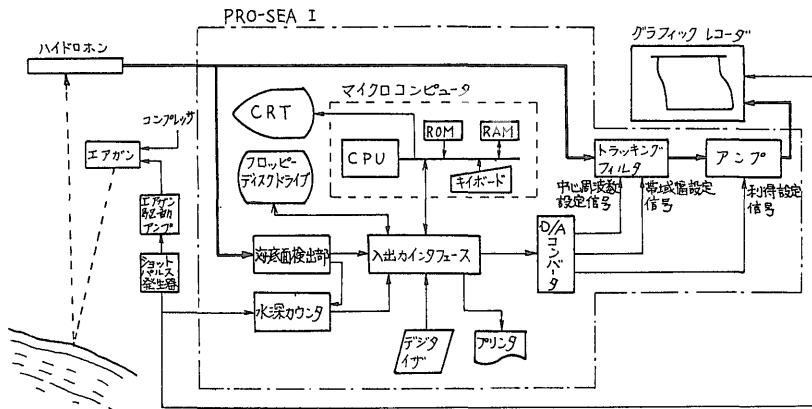 PRO-SEA I
ハイドロホン
グラフィック レコーダ
マイクロコンピュータ
CRT
ROM
RAM
コンプレッサ
エアガン
CPU
キイボード
トラッキング
フィルタ
アンプ
フロッピー
ディスクドライブ
中心周波数
設定信号
帯域幅設定
信号
利得設定
信号
エアガン
駆動
アンプ
D/A
コンバータ
海底面検出部
入出力インタフェース
ショット
パルス
発生器
水深カウンタ
デジタ
イザ
プリンタ